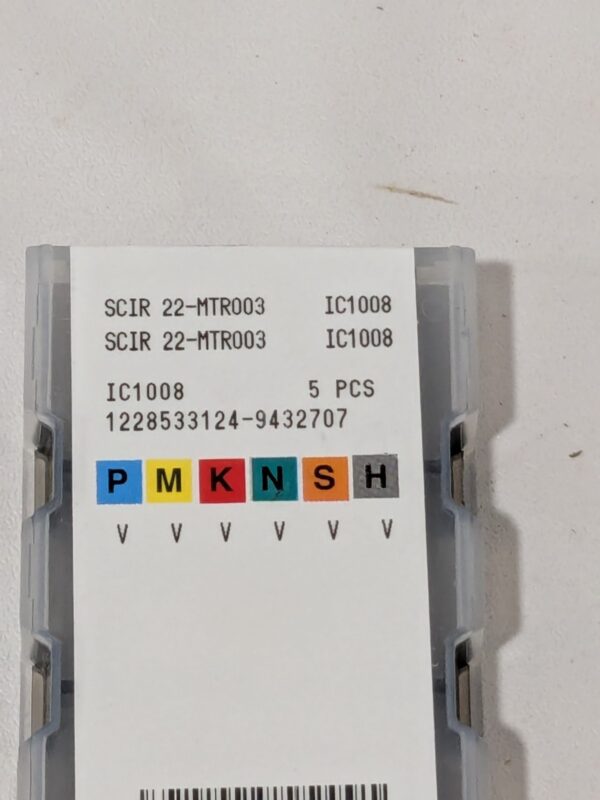 SCIR 22-MTR003 IC1008
SCIR 22-MTR003 IC1008
IC1008 5 PCS
1228533124-9432707
P M K N S H
V V V V V V